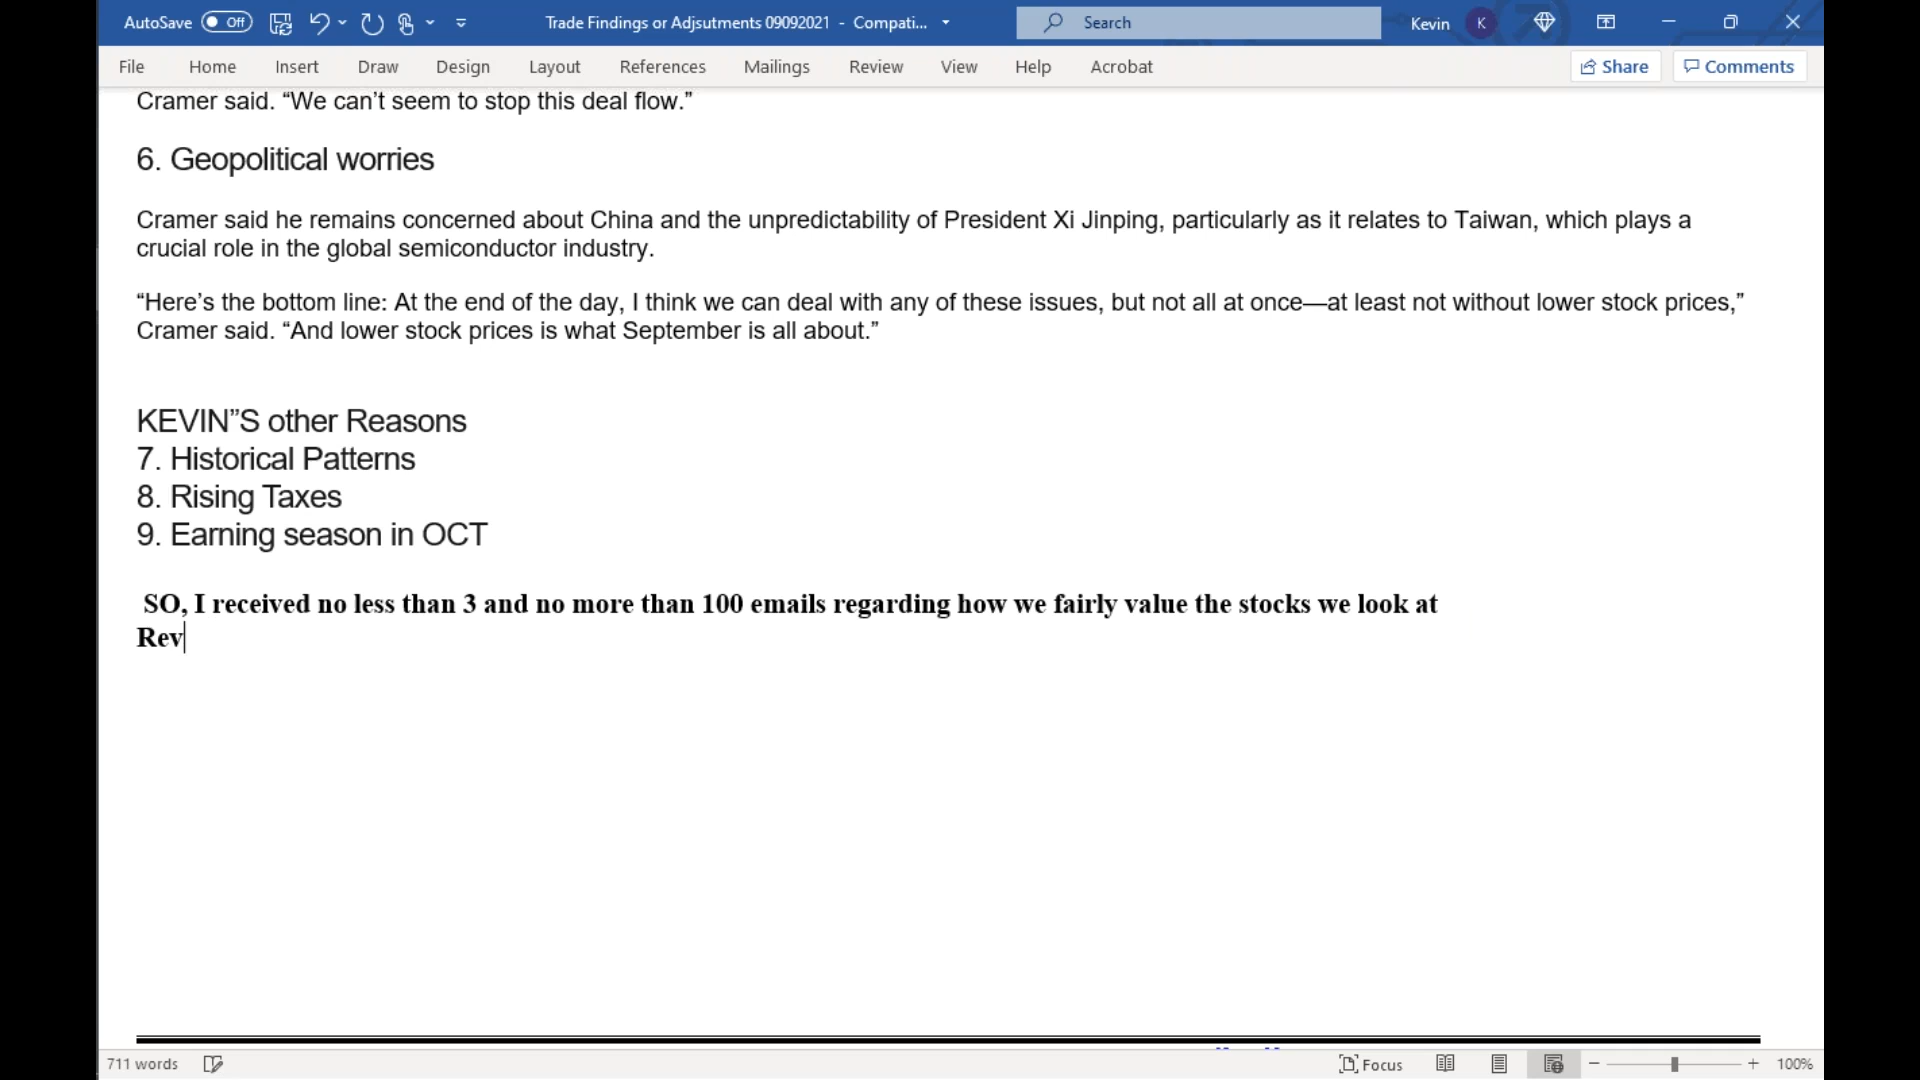 AutoSave Off Trade Findings or Adjsutments 09092021 - Compati... Search Kevin K
File Home Insert Draw Design Layout References Mailings Review View Help Acrobat Share Comments
Cramer said. “We can’t seem to stop this deal flow.”
6. Geopolitical worries
Cramer said he remains concerned about China and the unpredictability of President Xi Jinping, particularly as it relates to Taiwan, which plays a
crucial role in the global semiconductor industry.
“Here’s the bottom line: At the end of the day, I think we can deal with any of these issues, but not all at once—at least not without lower stock prices,”
Cramer said. “And lower stock prices is what September is all about.”
KEVIN”S other Reasons
7. Historical Patterns
8. Rising Taxes
9. Earning season in OCT
SO, I received no less than 3 and no more than 100 emails regarding how we fairly value the stocks we look at
Rev
711 words Focus 100%